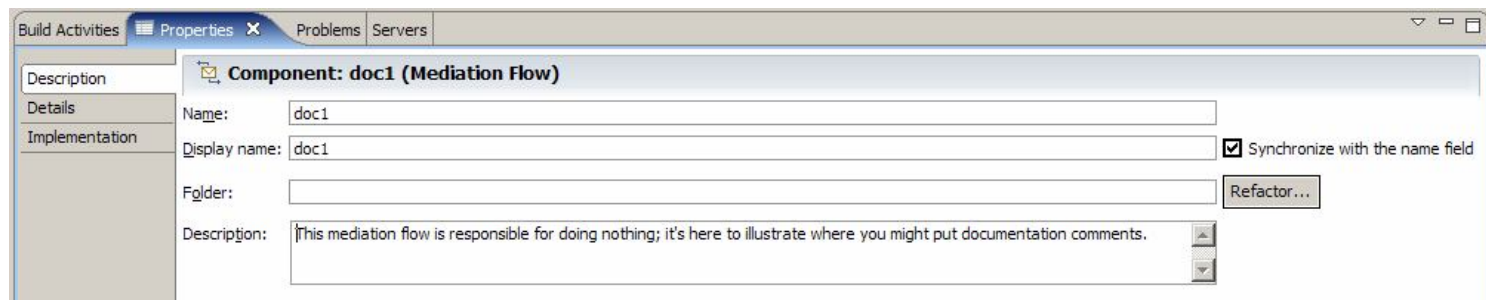 Build Activities Properties Problems Servers
Component: doc1 (Mediation Flow)
Description
Details
Implementation
Name: doc1
Display name: doc1 Synchronize with the name field
Folder: Refactor...
Description: This mediation flow is responsible for doing nothing; it's here to illustrate where you might put documentation comments.